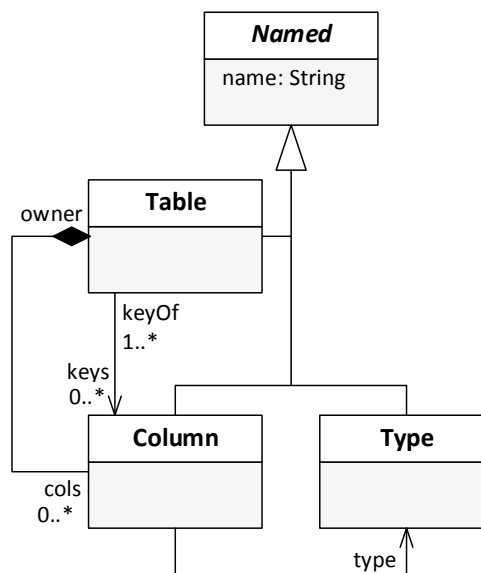 Named
name: String
Table
owner
keyOf
1..*
keys
0..*
Column
Type
cols
0..*
type